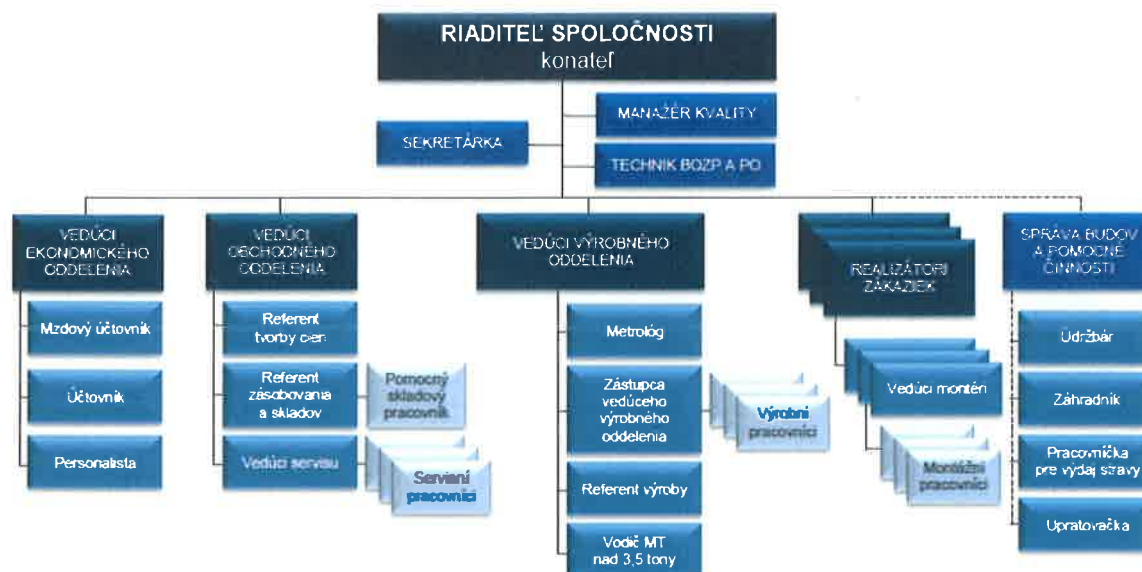 RIADITEĽ SPOLOČNOSTI
konateľ
MANAŽÉR KVALITY
SEKRETÁRKA
TECHNIK BOZP A PO
VEDÚCI
EKONOMICKÉHO
ODDELENIA
VEDÚCI
OBCHODNÉHO
ODDELENIA
VEDÚCI VÝROBNÉHO
ODDELENIA
REALIZÁTORI
ZÁKAZIEK
SPRÁVA BUDOV
A POMOCNÉ
ČINNOSTI
Mzdový účtovník
Účtovník
Personalista
Referent
tvorby cien
Referent
zásobovania
a skladov
Pomocný
skladový
pracovník
Vedúci servisu
Servisní
pracovníci
Metrológ
Zástupca
vedúceho
výrobného
oddelenia
Výrobní
pracovníci
Referent výroby
Vodič MT
nad 3,5 tony
Vedúci montéri
Montážni
pracovníci
Údržbár
Záhradník
Pracovníčka
pre výdaj stravy
Upratovačka